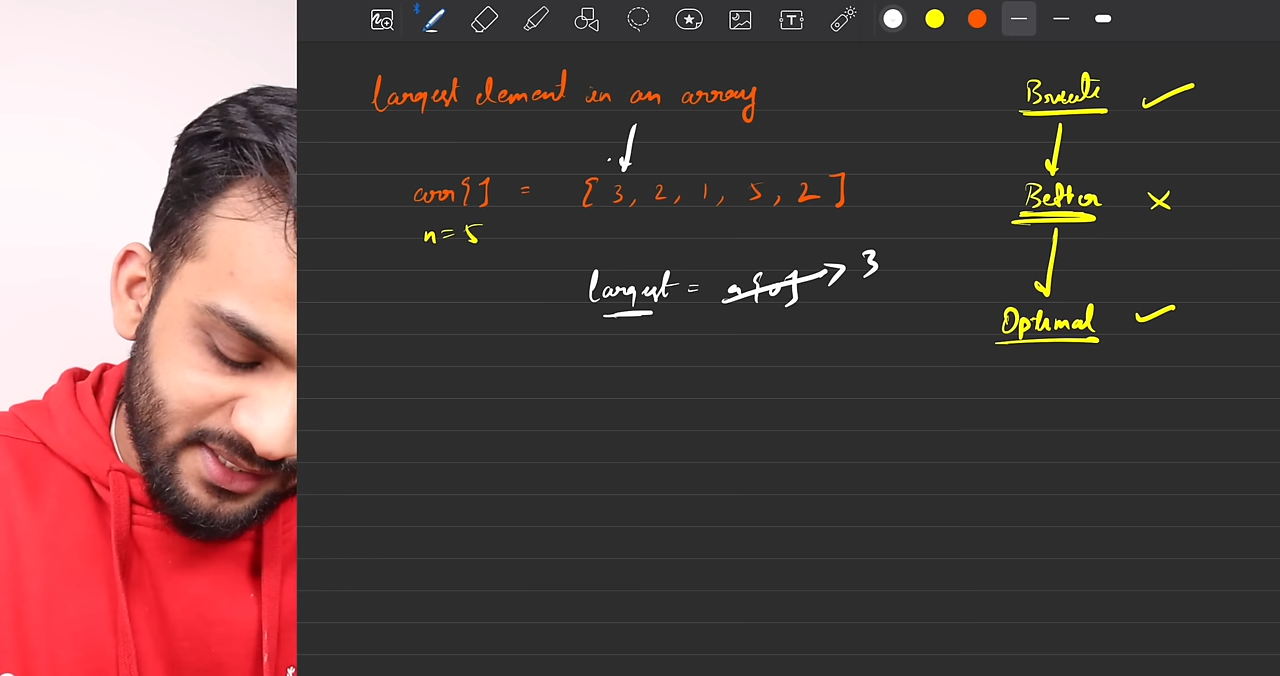 largest element in an array
arr[] = [3, 2, 1, 5, 2]
n = 5
largest = a[0] → 3
Brute ✓
Better ✗
Optimal ✓
T